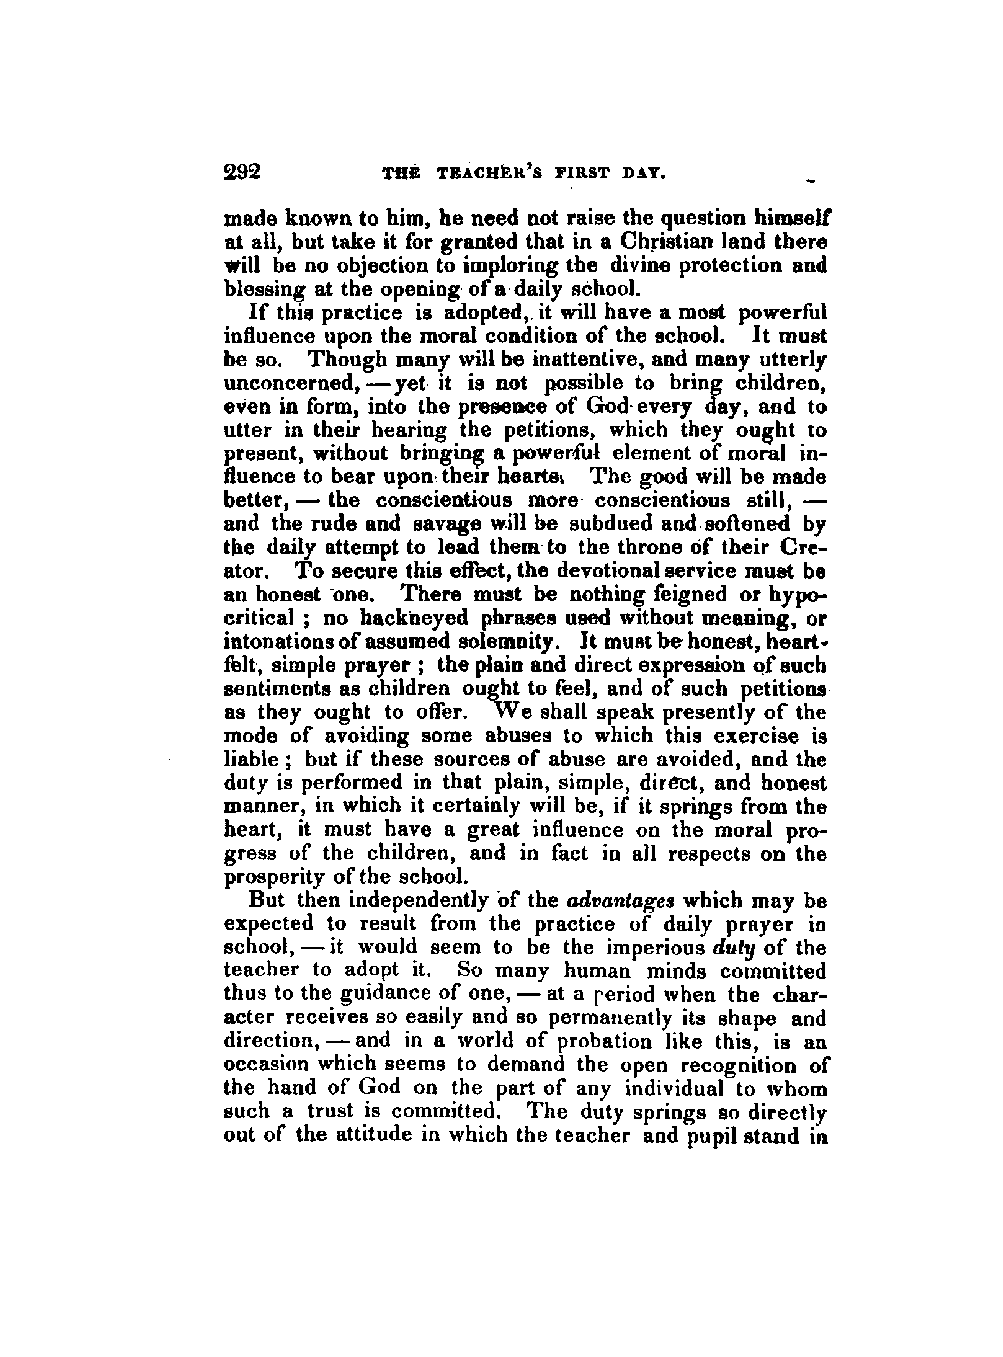 292 THE TEACHER'S FIRST DAY.
made known to him, he need not raise the question himself
at all, but take it for granted that in a Christian land there
will be no objection to imploring the divine protection and
blessing at the opening of a daily school.
If this practice is adopted, it will have a most powerful
influence upon the moral condition of the school. It must
be so. Though many will be inattentive, and many utterly
unconcerned, — yet it is not possible to bring children,
even in form, into the presence of God every day, and to
utter in their hearing the petitions, which they ought to
present, without bringing a powerful element of moral in-
fluence to bear upon their hearts. The good will be made
better, — the conscientious more conscientious still, —
and the rude and savage will be subdued and softened by
the daily attempt to lead them to the throne of their Cre-
ator. To secure this effect, the devotional service must be
an honest one. There must be nothing feigned or hypo-
critical ; no hackneyed phrases used without meaning, or
intonations of assumed solemnity. It must be honest, heart-
felt, simple prayer ; the plain and direct expression of such
sentiments as children ought to feel, and of such petitions
as they ought to offer. We shall speak presently of the
mode of avoiding some abuses to which this exercise is
liable ; but if these sources of abuse are avoided, and the
duty is performed in that plain, simple, direct, and honest
manner, in which it certainly will be, if it springs from the
heart, it must have a great influence on the moral pro-
gress of the children, and in fact in all respects on the
prosperity of the school.
But then independently of the advantages which may be
expected to result from the practice of daily prayer in
school, — it would seem to be the imperious duty of the
teacher to adopt it. So many human minds committed
thus to the guidance of one, — at a period when the char-
acter receives so easily and so permanently its shape and
direction, — and in a world of probation like this, is an
occasion which seems to demand the open recognition of
the hand of God on the part of any individual to whom
such a trust is committed. The duty springs so directly
out of the attitude in which the teacher and pupil stand in